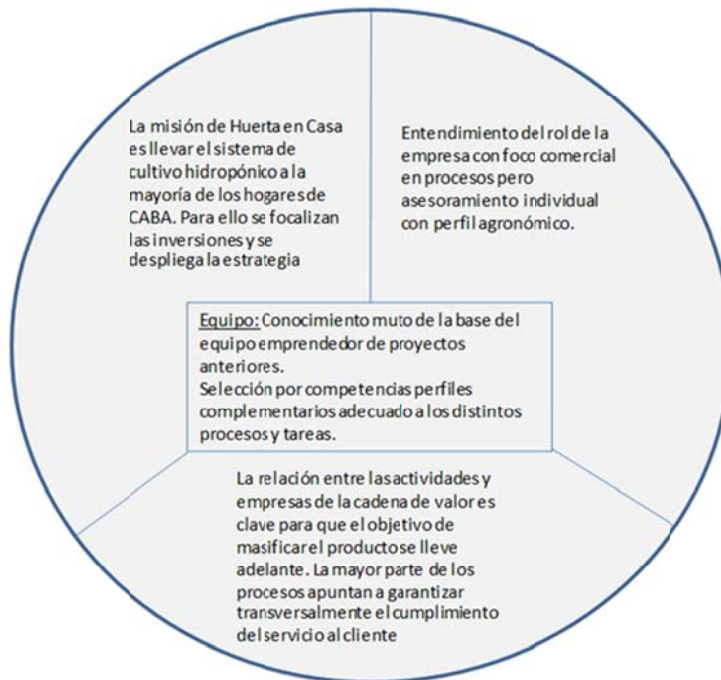 La misión de Huerta en Casa
es llevar el sistema de
cultivo hidropónico a la
mayoría de los hogares de
CABA. Para ello se focalizan
las inversiones y se
despliega la estrategia
Entendimiento del rol de la
empresa con foco comercial
en procesos pero
asesoramiento individual
con perfil agronómico.
Equipo: Conocimiento muto de la base del
equipo emprendedor de proyectos
anteriores.
Selección por competencias perfiles
complementarios adecuado a los distintos
procesos y tareas.
La relación entre las actividades y
empresas de la cadena de valor es
clave para que el objetivo de
masificar el producto se lleve
adelante. La mayor parte de los
procesos apuntan a garantizar
transversalmente el cumplimiento
del servicio al cliente